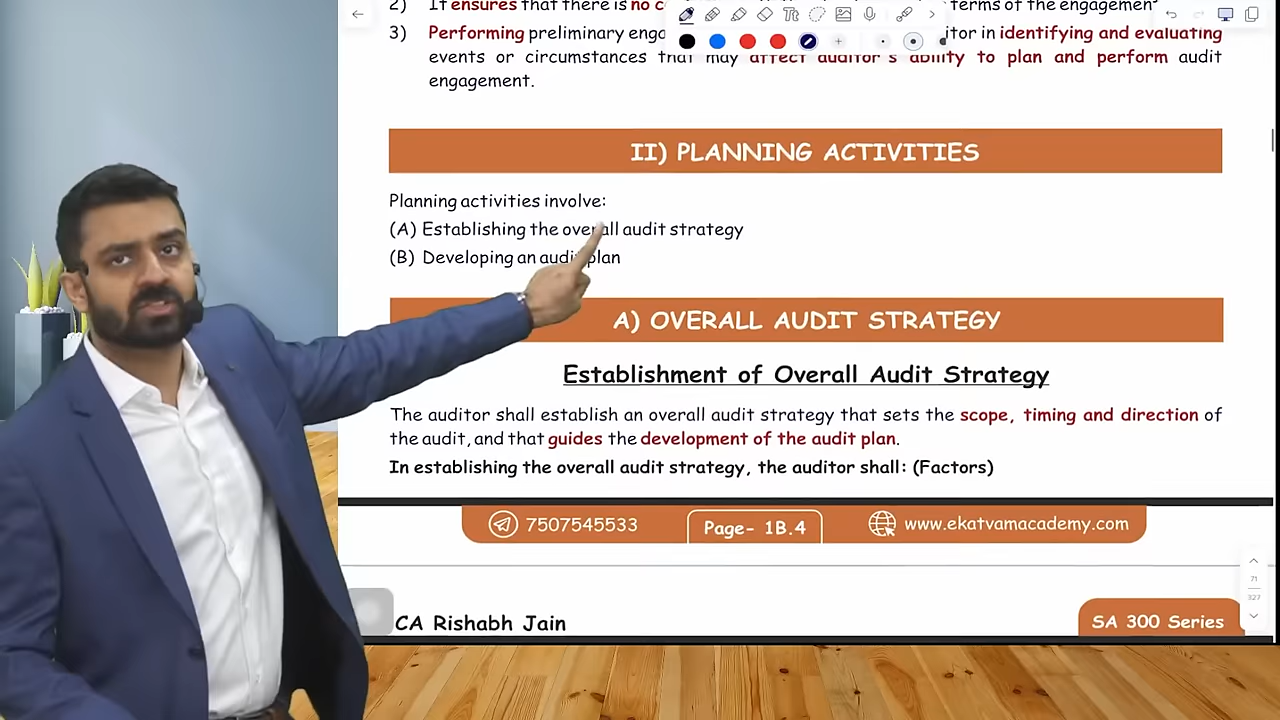 2) It ensures that there is no terms of the engagement
3) Performing preliminary enga itor in identifying and evaluating
events or circumstances that may affect auditor's ability to plan and perform audit
engagement.
II) PLANNING ACTIVITIES
Planning activities involve:
(A) Establishing the overall audit strategy
(B) Developing an audit plan
A) OVERALL AUDIT STRATEGY
Establishment of Overall Audit Strategy
The auditor shall establish an overall audit strategy that sets the scope, timing and direction of
the audit, and that guides the development of the audit plan.
In establishing the overall audit strategy, the auditor shall: (Factors)
7507545533 Page- 1B.4 www.ekatvamacademy.com
71
327
CA Rishabh Jain SA 300 Series